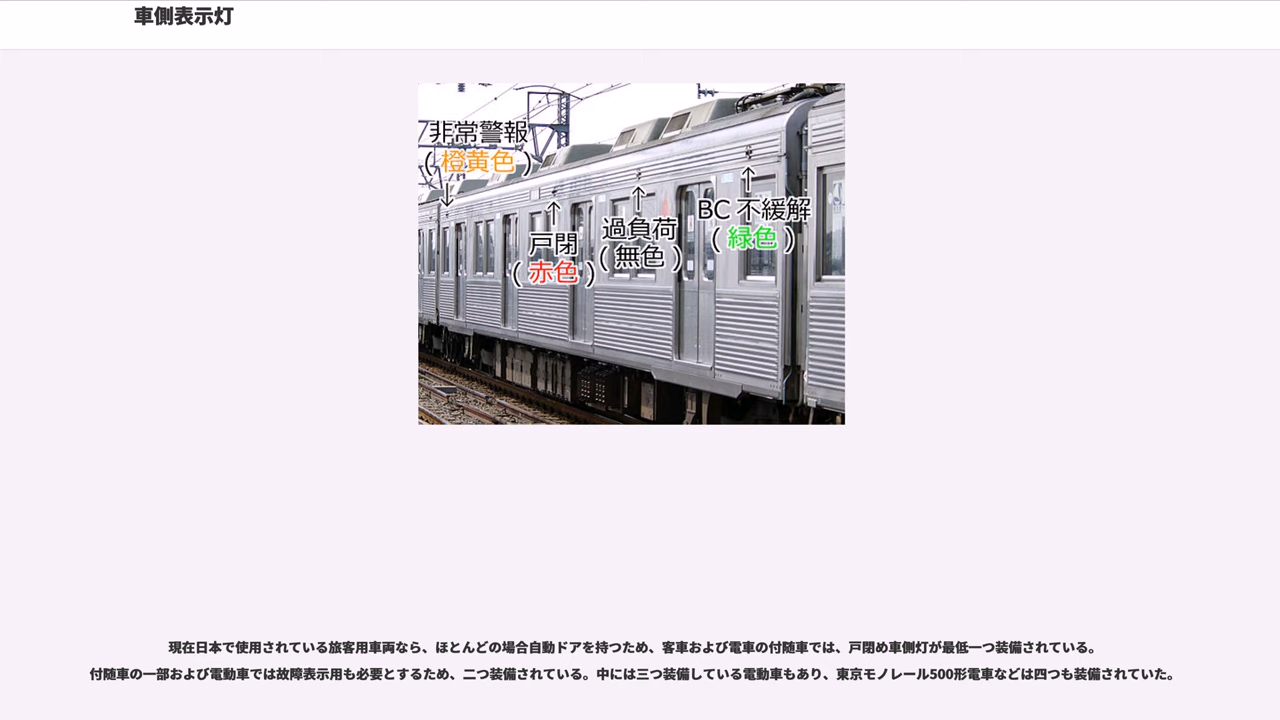 車側表示灯
非常警報
(橙黄色)
戸閉
(赤色)
過負荷
(無色)
BC 不緩解
(緑色)
現在日本で使用されている旅客用車両なら、ほとんどの場合自動ドアを持つため、客車および電車の付随車では、戸閉め車側灯が最低一つ装備されている。
付随車の一部および電動車では故障表示用も必要とするため、二つ装備されている。中には三つ装備している電動車もあり、東京モノレール500形電車などは四つも装備されていた。